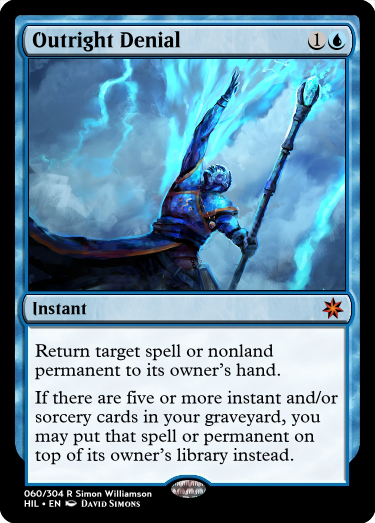 Outright Denial 1
Instant
Return target spell or nonland
permanent to its owner's hand.
If there are five or more instant and/or
sorcery cards in your graveyard, you
may put that spell or permanent on
top of its owner's library instead.
060/304 R Simon Williamson
HIL • EN David Simons